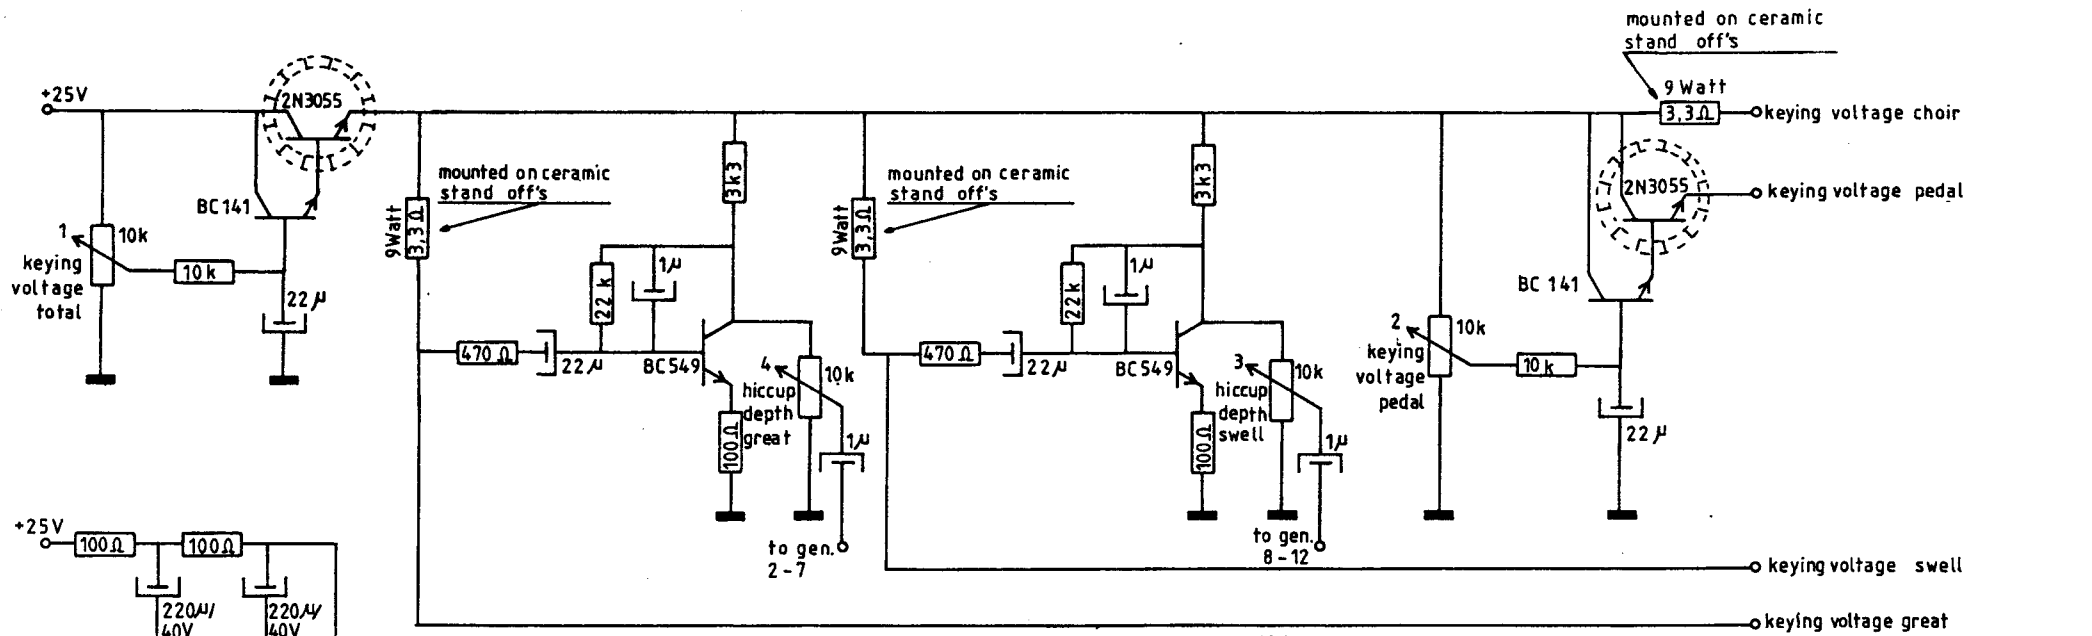 mounted on ceramic
stand off's
+25V
2N3055
9 Watt
3,3Ω
keying voltage choir
3k3
mounted on ceramic
stand off's
3k3
mounted on ceramic
stand off's
2N3055
keying voltage pedal
BC141
1
10k
keying
voltage
total
10k
22µ
9Watt
3,3Ω
9Watt
3,3Ω
22k
1µ
22k
1µ
BC 141
2
10k
keying
voltage
pedal
10k
22µ
470Ω
22µ
BC549
4
10k
hiccup
depth
great
100Ω
1µ
470Ω
22µ
BC549
3
10k
hiccup
depth
swell
100Ω
1µ
to gen.
2-7
to gen.
8-12
+25V
100Ω
100Ω
220µ/
40V
220µ/
40V
keying voltage swell
keying voltage great